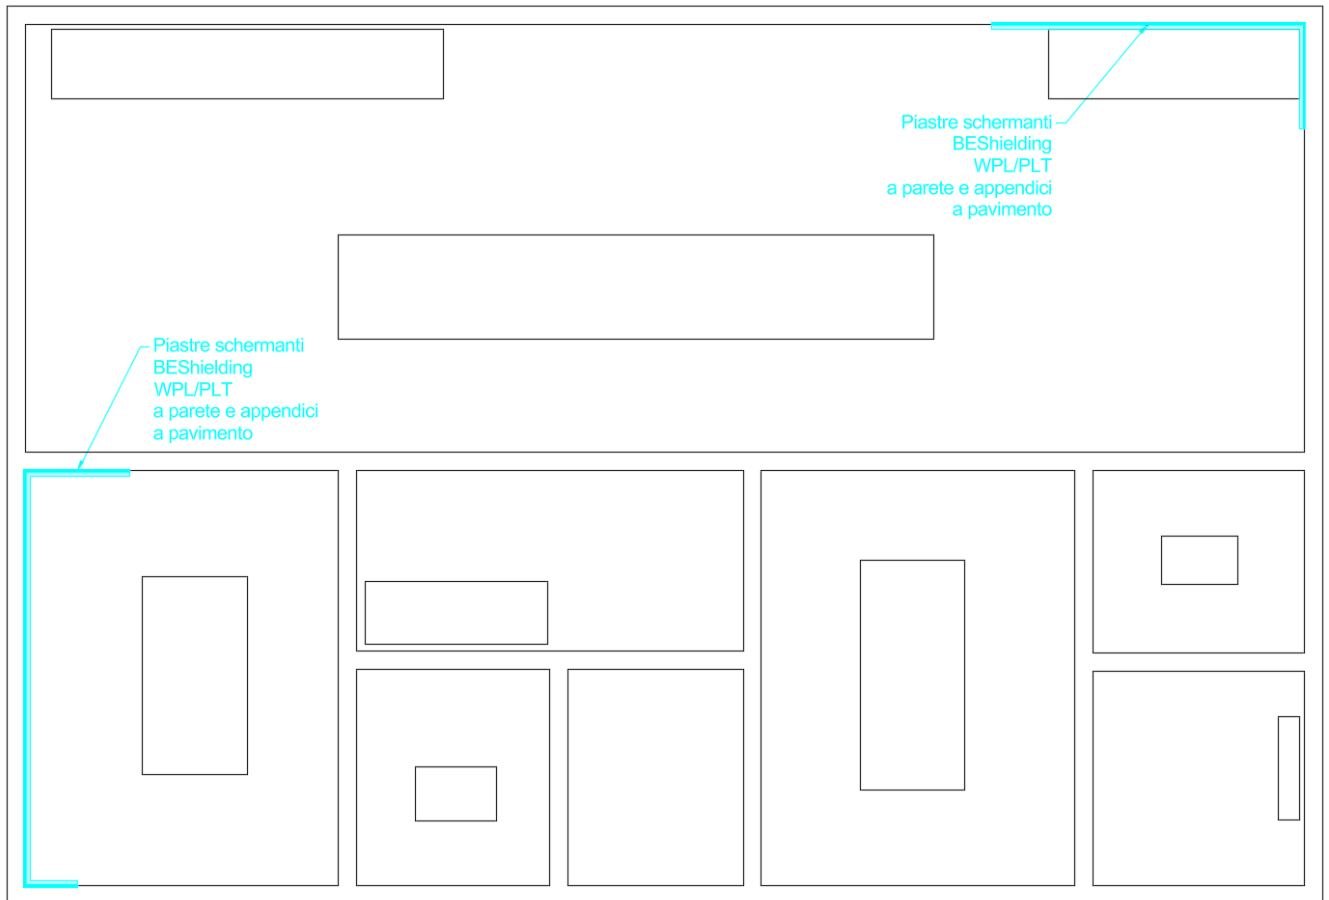 Piastre schermanti
BEShielding
WPL/PLT
a parete e appendici
a pavimento
Piastre schermanti
BEShielding
WPL/PLT
a parete e appendici
a pavimento